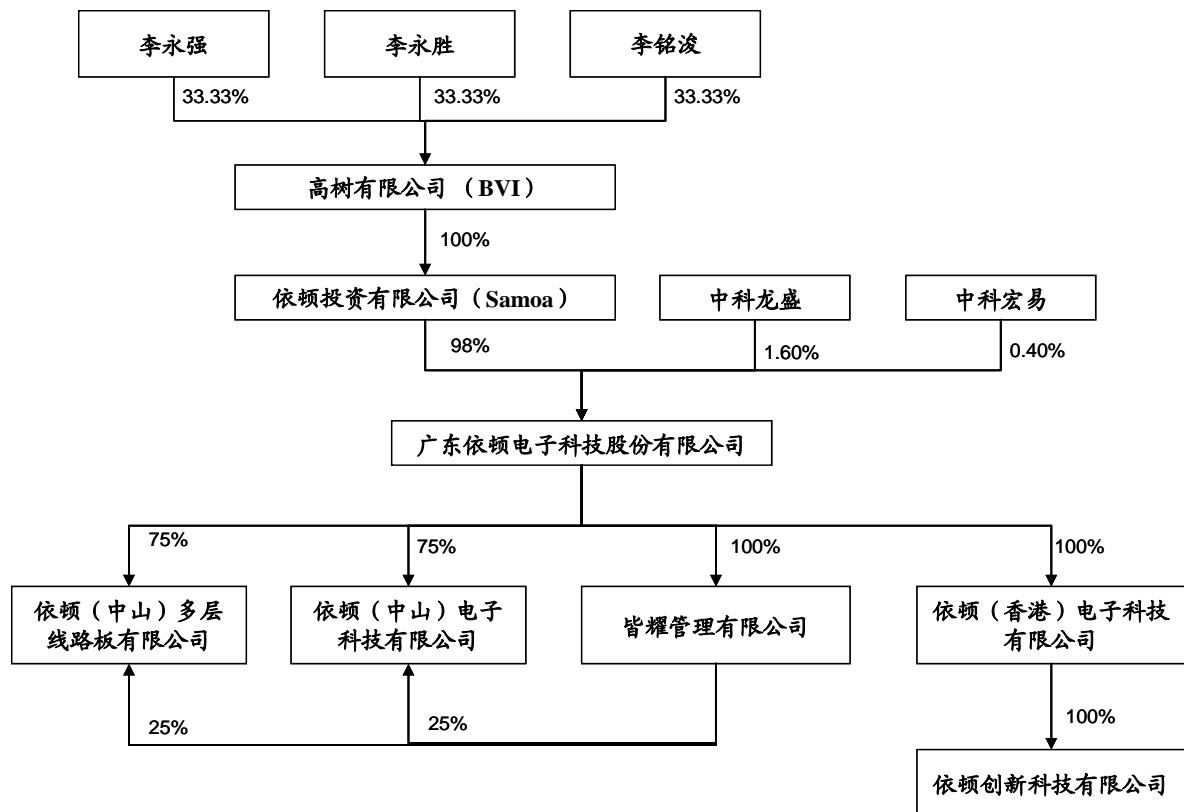 李永强
李永胜
李铭浚
33.33%
33.33%
33.33%
高树有限公司 （BVI）
100%
依顿投资有限公司（Samoa）
中科龙盛
中科宏易
98%
1.60%
0.40%
广东依顿电子科技股份有限公司
75%
75%
100%
100%
依顿（中山）多层
线路板有限公司
依顿（中山）电子
科技有限公司
皆耀管理有限公司
依顿（香港）电子科技
有限公司
25%
25%
100%
依顿创新科技有限公司